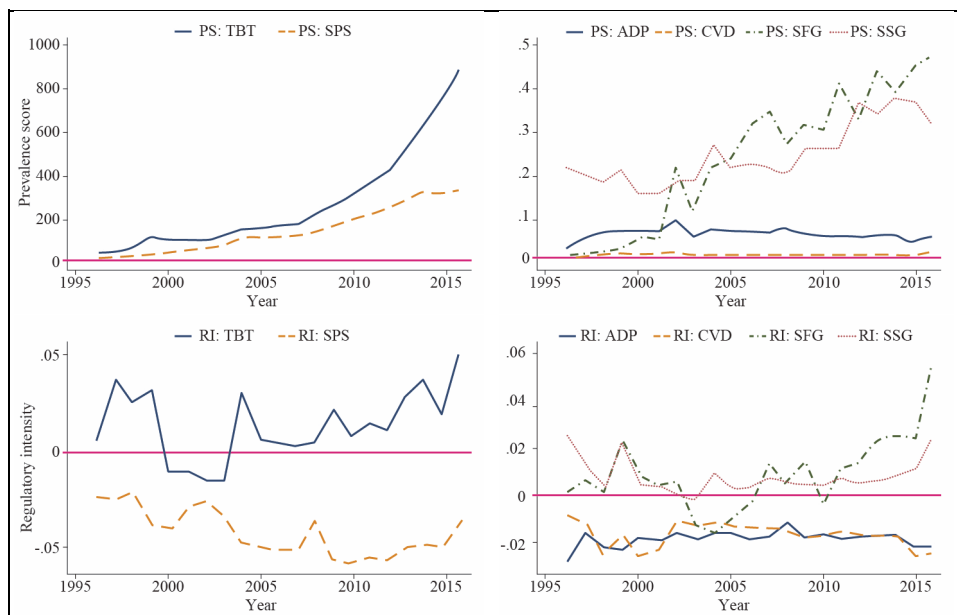 PS: TBT PS: SPS
1000
800
600
400
200
0
Prevalence score
1995 2000 2005 2010 2015
Year
PS: ADP PS: CVD PS: SFG PS: SSG
.5
.4
.3
.2
.1
0
1995 2000 2005 2010 2015
Year
RI: TBT RI: SPS
.05
0
-.05
Regulatory intensity
1995 2000 2005 2010 2015
Year
RI: ADP RI: CVD RI: SFG RI: SSG
.06
.04
.02
0
-.02
1995 2000 2005 2010 2015
Year